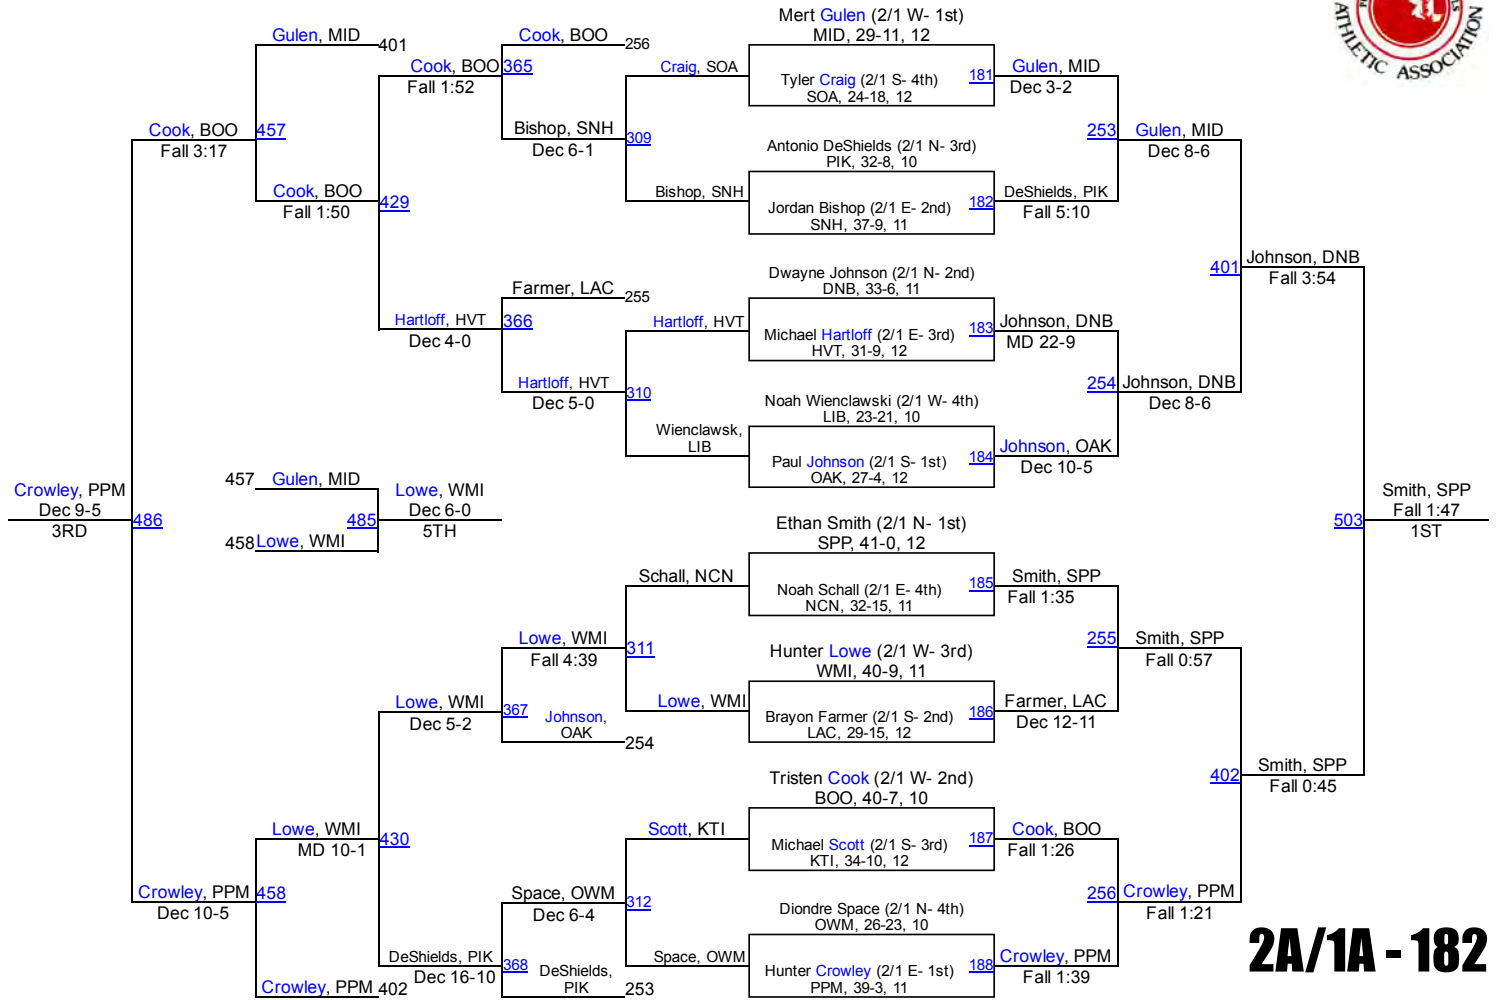 Mert Gulen (2/1 W- 1st)
MID, 29-11, 12
Tyler Craig (2/1 S- 4th)
SOA, 24-18, 12
181
Antonio DeShields (2/1 N- 3rd)
PIK, 32-8, 10
Jordan Bishop (2/1 E- 2nd)
SNH, 37-9, 11
182
Dwayne Johnson (2/1 N- 2nd)
DNB, 33-6, 11
Michael Hartloff (2/1 E- 3rd)
HVT, 31-9, 12
183
Noah Wienclawski (2/1 W- 4th)
LIB, 23-21, 10
Paul Johnson (2/1 S- 1st)
OAK, 27-4, 12
184
Ethan Smith (2/1 N- 1st)
SPP, 41-0, 12
Noah Schall (2/1 E- 4th)
NCN, 32-15, 11
185
Hunter Lowe (2/1 W- 3rd)
WMI, 40-9, 11
Brayon Farmer (2/1 S- 2nd)
LAC, 29-15, 12
186
Tristen Cook (2/1 W- 2nd)
BOO, 40-7, 10
Michael Scott (2/1 S- 3rd)
KTI, 34-10, 12
187
Diondre Space (2/1 N- 4th)
OWM, 26-23, 10
Hunter Crowley (2/1 E- 1st)
PPM, 39-3, 11
188
Gulen, MID
Dec 3-2
DeShields, PIK
Fall 5:10
Johnson, DNB
MD 22-9
Johnson, OAK
Dec 10-5
Smith, SPP
Fall 1:35
Farmer, LAC
Dec 12-11
Cook, BOO
Fall 1:26
Crowley, PPM
Fall 1:39
253
Gulen, MID
Dec 8-6
254
Johnson, DNB
Dec 8-6
255
Smith, SPP
Fall 0:57
256
Crowley, PPM
Fall 1:21
401
Johnson, DNB
Fall 3:54
402
Smith, SPP
Fall 0:45
503
Smith, SPP
Fall 1:47
1ST
Craig, SOA
Bishop, SNH
309
Hartloff, HVT
Wienclawsk,
LIB
310
Schall, NCN
Lowe, WMI
311
Scott, KTI
Space, OWM
312
Cook, BOO
256
Bishop, SNH
Dec 6-1
365
Farmer, LAC
255
Hartloff, HVT
Dec 5-0
366
Lowe, WMI
Fall 4:39
367
Johnson,
OAK
254
Space, OWM
Dec 6-4
368
DeShields,
PIK
253
Cook, BOO
Fall 1:52
429
Hartloff, HVT
Dec 4-0
Lowe, WMI
Dec 5-2
430
DeShields, PIK
Dec 16-10
Gulen, MID
401
457
Cook, BOO
Fall 1:50
Lowe, WMI
MD 10-1
458
Crowley, PPM
402
Cook, BOO
Fall 3:17
Crowley, PPM
Dec 10-5
486
Crowley, PPM
Dec 9-5
3RD
457
Gulen, MID
458
Lowe, WMI
485
Lowe, WMI
Dec 6-0
5TH
ATHLETIC ASSOCIATION
2A/1A - 182